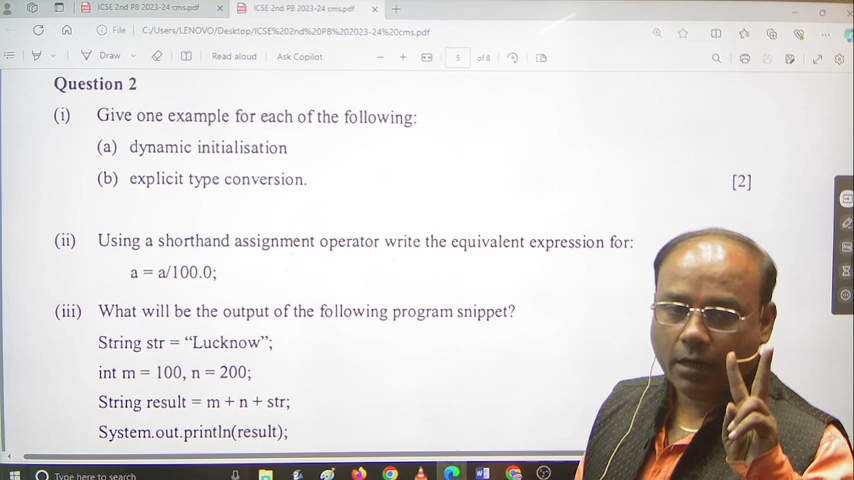 ICSE 2nd PB 2023-24 cms.pdf
ICSE 2nd PB 2023-24 cms.pdf
File
C:/Users/LENOVO/Desktop/ICSE%202nd%20PB%202023-24%20cms.pdf
Draw
Read aloud
Ask Copilot
5
of 8
Question 2
(i) Give one example for each of the following:
(a) dynamic initialisation
(b) explicit type conversion. [2]
(ii) Using a shorthand assignment operator write the equivalent expression for:
a = a/100.0;
(iii) What will be the output of the following program snippet?
String str = “Lucknow”;
int m = 100, n = 200;
String result = m + n + str;
System.out.println(result);
Type here to search